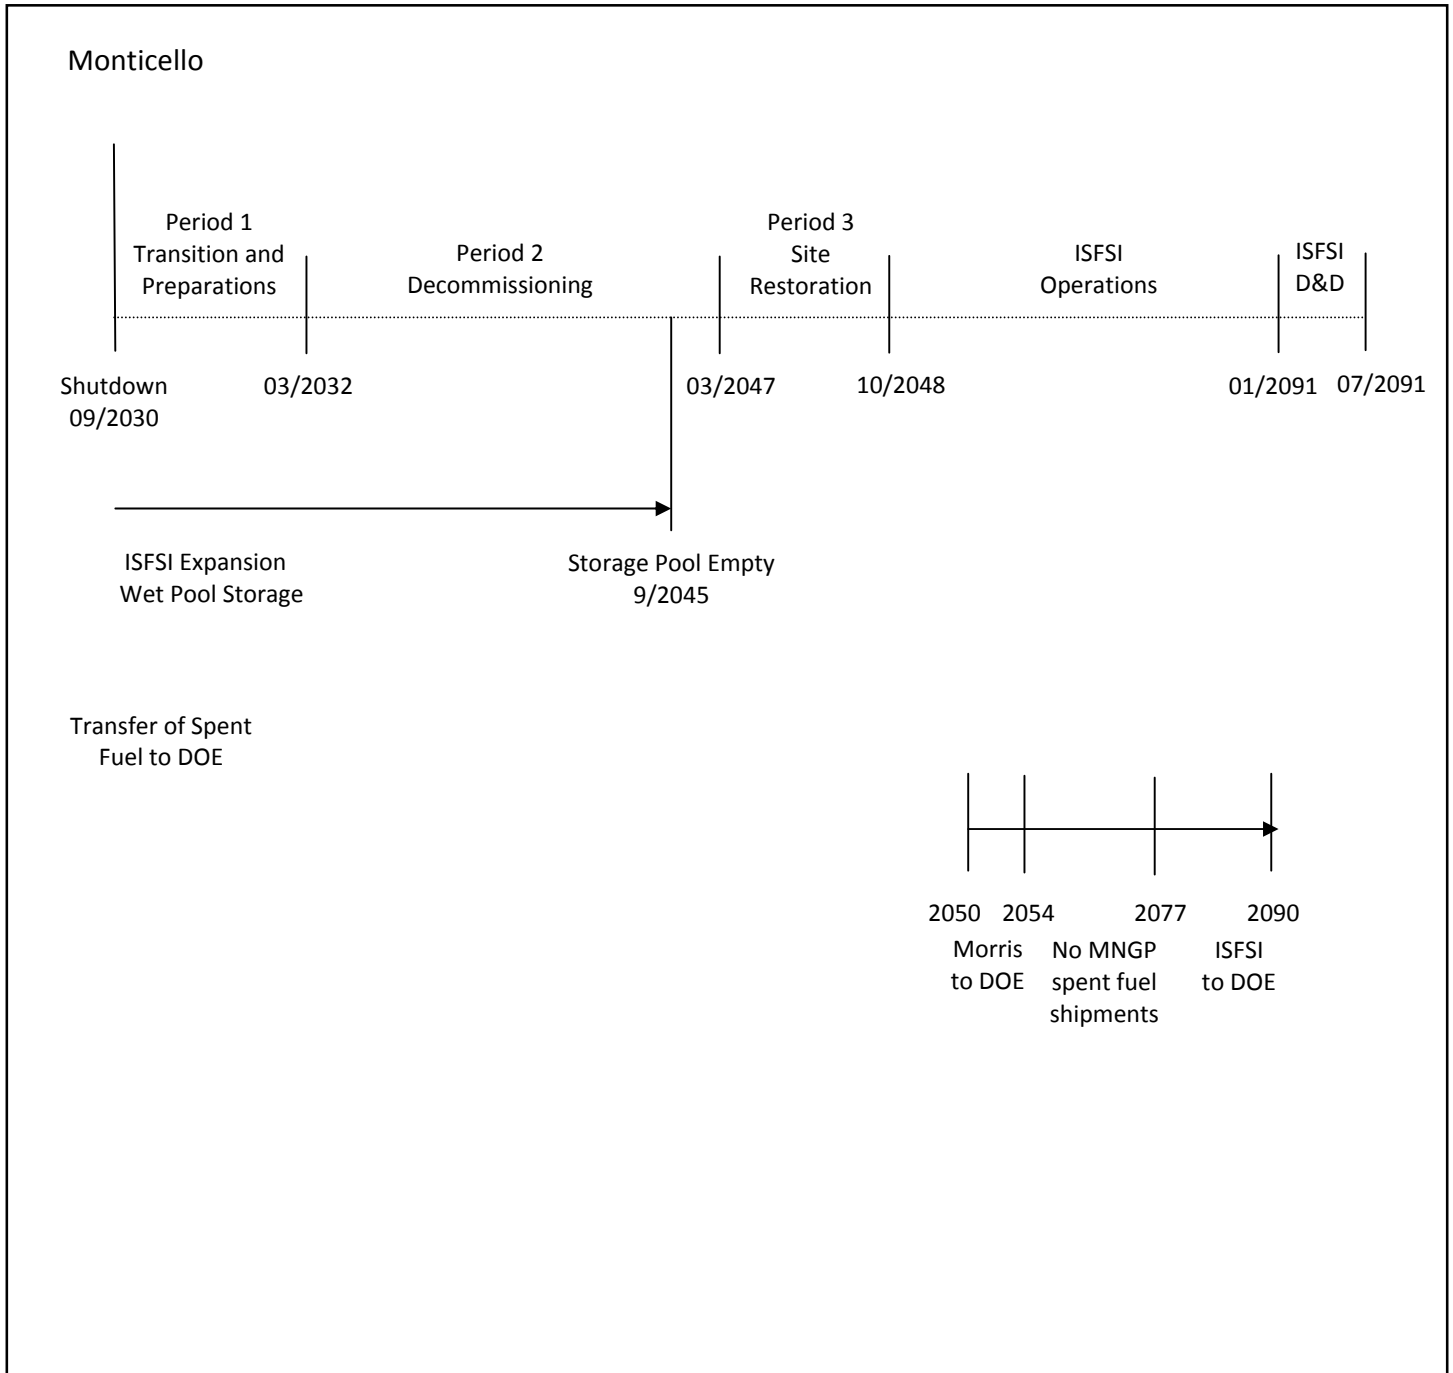 Monticello
Period 1
Transition and
Preparations
Period 2
Decommissioning
Period 3
Site
Restoration
ISFSI
Operations
ISFSI
D&D
Shutdown
09/2030
03/2032
03/2047
10/2048
01/2091
07/2091
ISFSI Expansion
Wet Pool Storage
Storage Pool Empty
9/2045
Transfer of Spent
Fuel to DOE
2050
2054
2077
2090
Morris
to DOE
No MNGP
spent fuel
shipments
ISFSI
to DOE